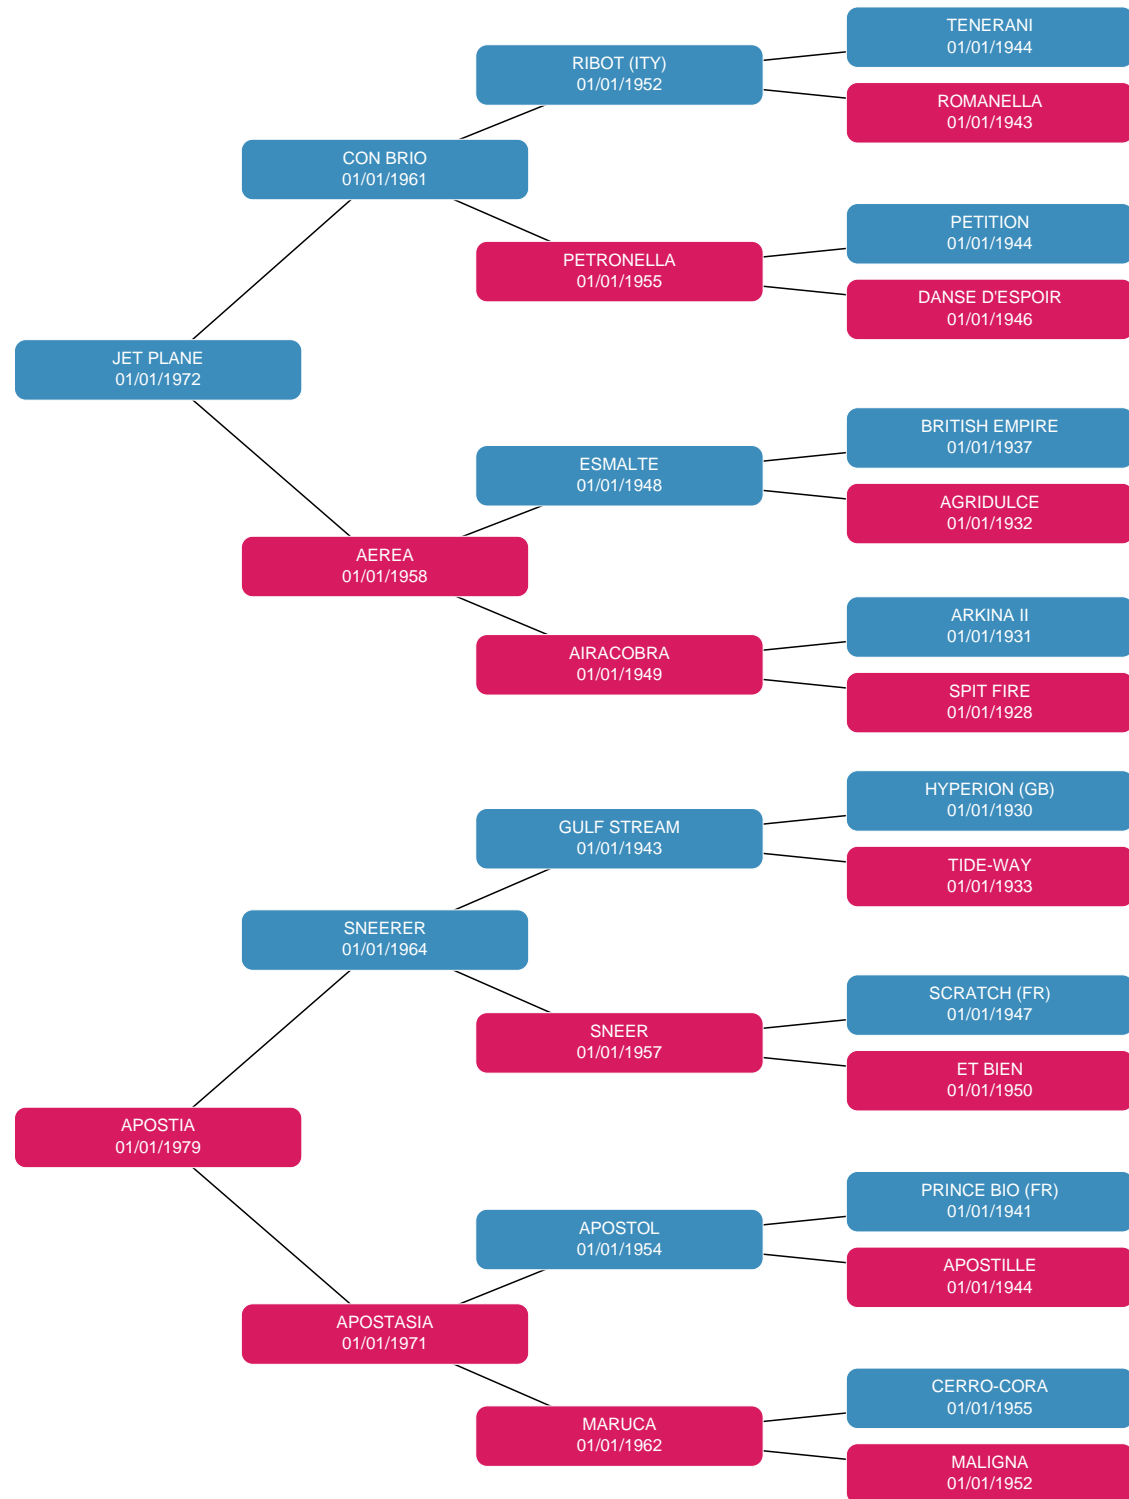 TENERANI
01/01/1944
RIBOT (ITY)
01/01/1952
ROMANELLA
01/01/1943
CON BRIO
01/01/1961
PETITION
01/01/1944
PETRONELLA
01/01/1955
DANSE D'ESPOIR
01/01/1946
JET PLANE
01/01/1972
BRITISH EMPIRE
01/01/1937
ESMALTE
01/01/1948
AGRIDULCE
01/01/1932
AEREA
01/01/1958
ARKINA II
01/01/1931
AIRACOBRA
01/01/1949
SPIT FIRE
01/01/1928
HYPERION (GB)
01/01/1930
GULF STREAM
01/01/1943
TIDE-WAY
01/01/1933
SNEERER
01/01/1964
SCRATCH (FR)
01/01/1947
SNEER
01/01/1957
ET BIEN
01/01/1950
APOSTIA
01/01/1979
PRINCE BIO (FR)
01/01/1941
APOSTOL
01/01/1954
APOSTILLE
01/01/1944
APOSTASIA
01/01/1971
CERRO-CORA
01/01/1955
MARUCA
01/01/1962
MALIGNA
01/01/1952